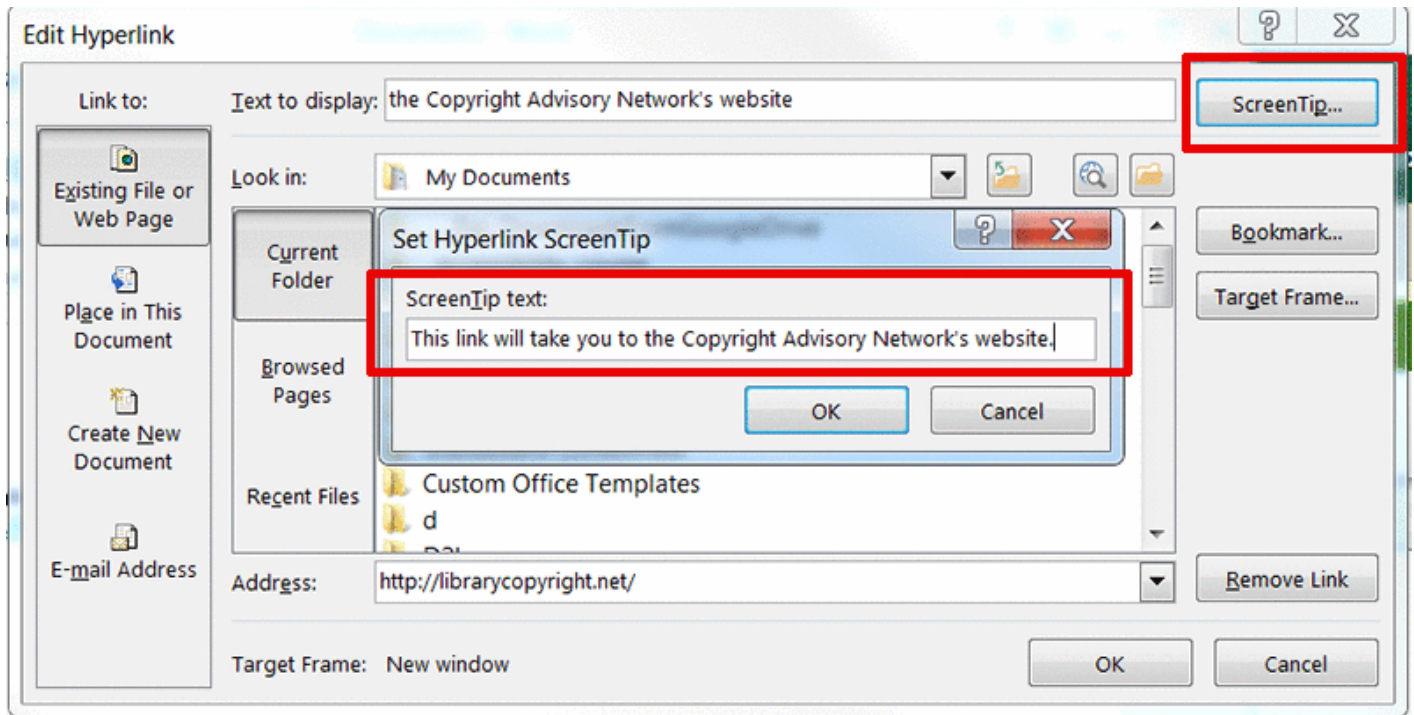 Edit Hyperlink
Link to:
Text to display: the Copyright Advisory Network's website
ScreenTip...
Existing File or
Web Page
Look in: My Documents
Current
Folder
Set Hyperlink ScreenTip
ScreenTip text:
This link will take you to the Copyright Advisory Network's website.
OK Cancel
Bookmark...
Target Frame...
Place in This
Document
Browsed
Pages
Create New
Document
Recent Files
Custom Office Templates
d
E-mail Address
Address: http://librarycopyright.net/
Remove Link
Target Frame: New window
OK Cancel